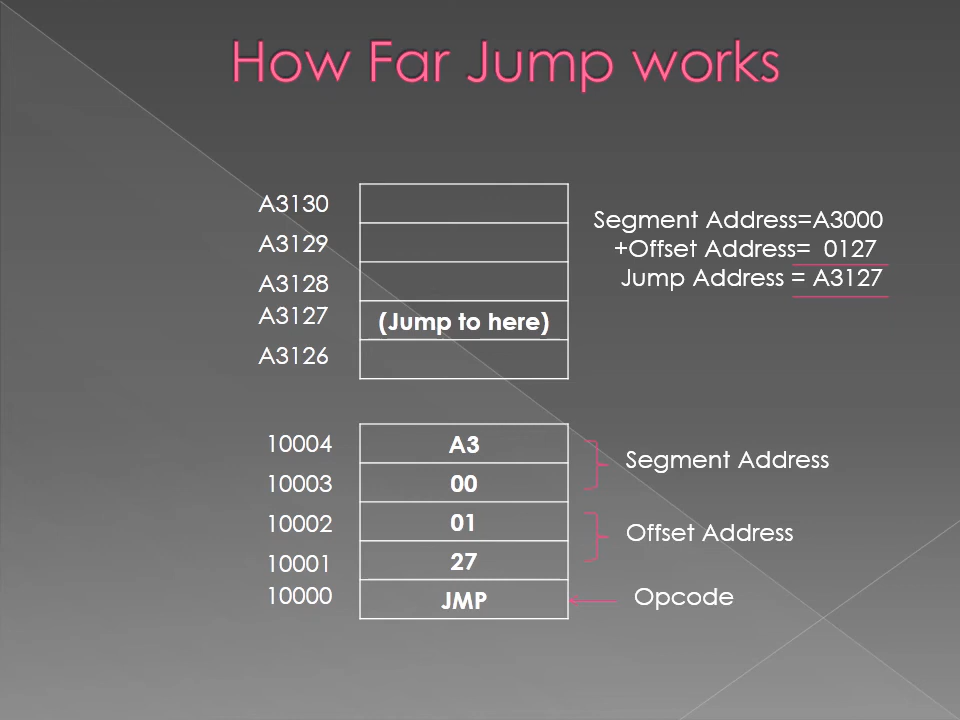 How Far Jump works
A3130
A3129
A3128
A3127 (Jump to here)
A3126
Segment Address=A3000
+Offset Address= 0127
Jump Address = A3127
10004 A3
10003 00
Segment Address
10002 01
10001 27
Offset Address
10000 JMP
Opcode